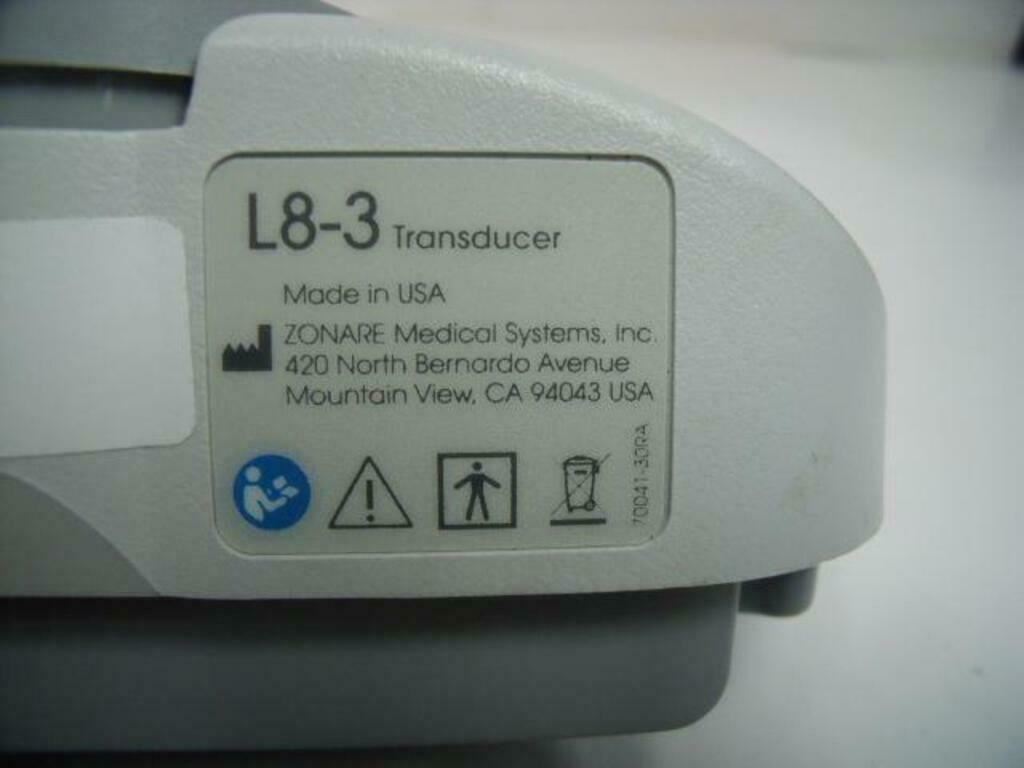 L8-3 Transducer
Made in USA
ZONARE Medical Systems, Inc.
420 North Bernardo Avenue
Mountain View, CA 94043 USA
70041-30RA